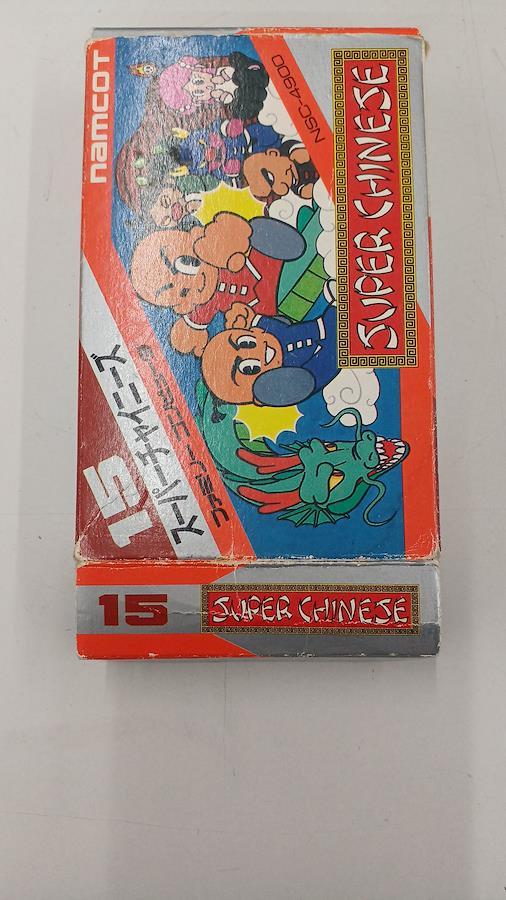 namcot
NSC-4900
SUPER CHINESE
15
スーパーチャイニーズ
ファミリーコンピュータ用
15
SUPER CHINESE